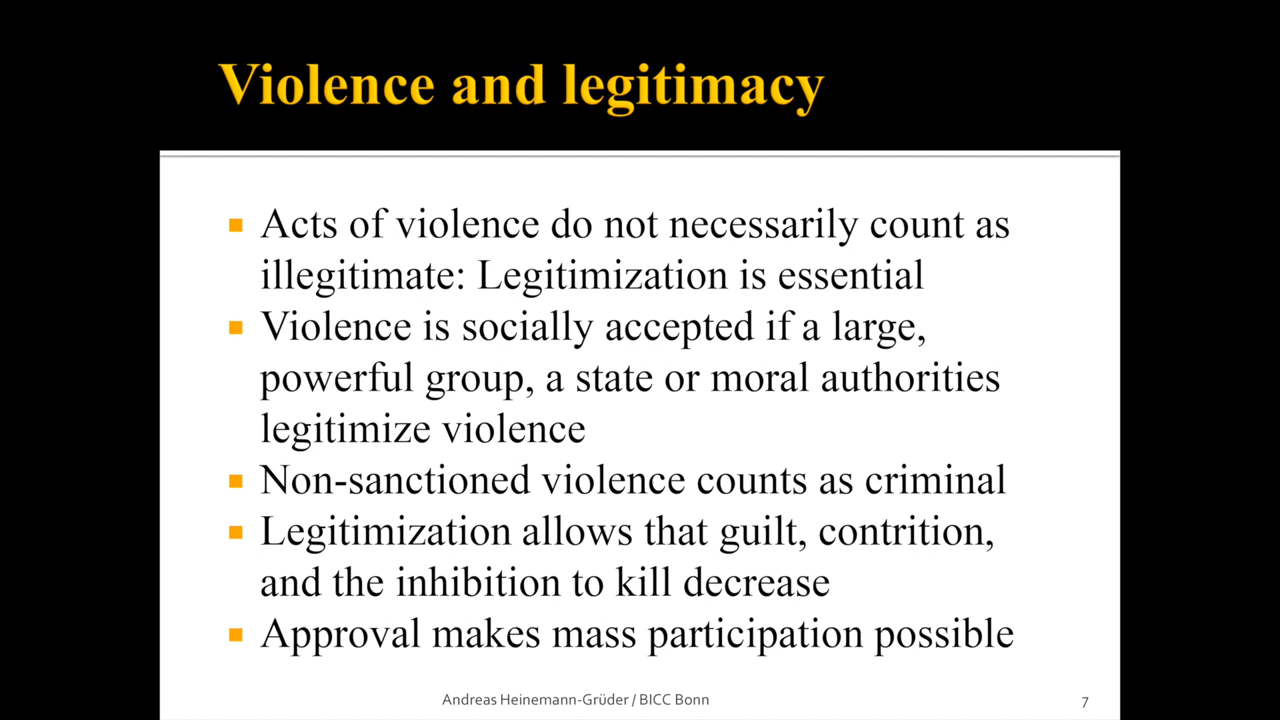 Violence and legitimacy
Acts of violence do not necessarily count as
illegitimate: Legitimization is essential
Violence is socially accepted if a large,
powerful group, a state or moral authorities
legitimize violence
Non-sanctioned violence counts as criminal
Legitimization allows that guilt, contrition,
and the inhibition to kill decrease
Approval makes mass participation possible
Andreas Heinemann-Grüder / BICC Bonn
7